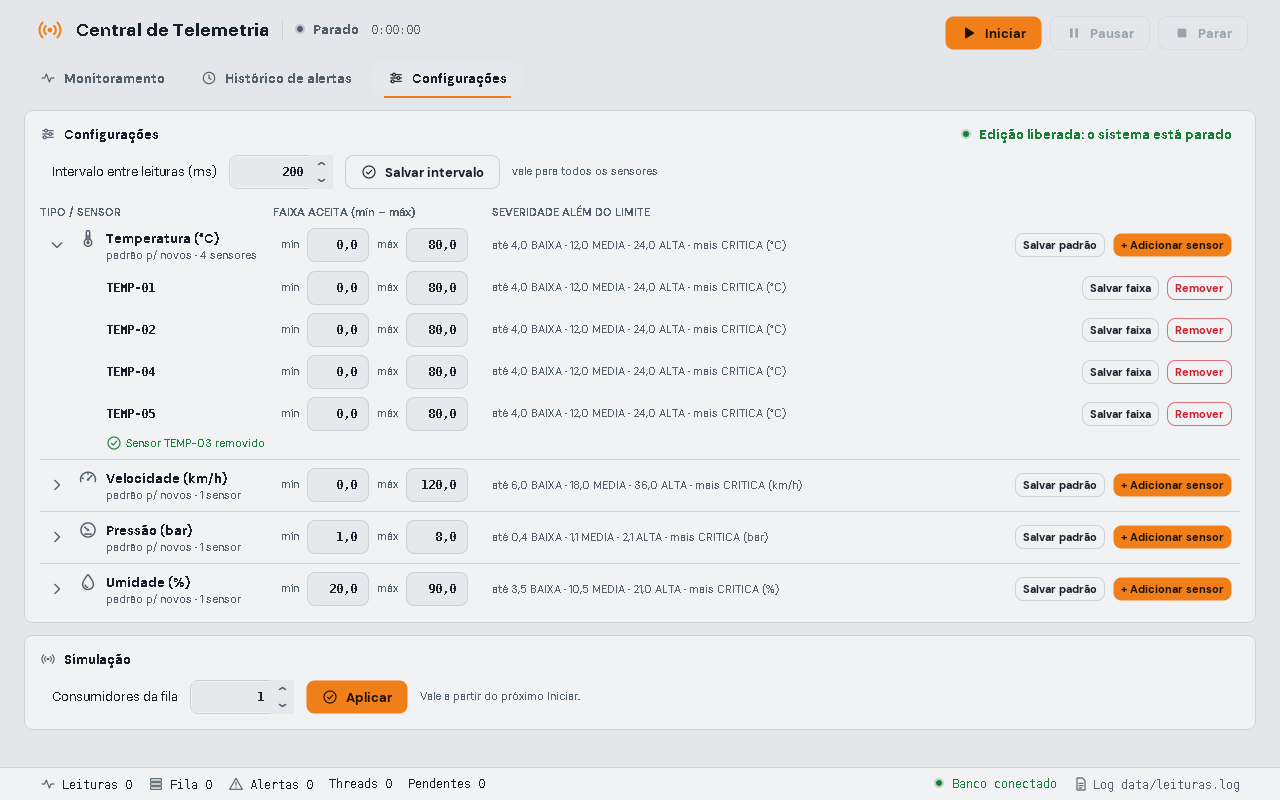 Central de Telemetria
Parado 0:00:00
Iniciar
Pausar
Parar
Monitoramento
Histórico de alertas
Configurações
Configurações
Edição liberada: o sistema está parado
Intervalo entre leituras (ms) 200 Salvar intervalo vale para todos os sensores
TIPO / SENSOR FAIXA ACEITA (mín – máx) SEVERIDADE ALÉM DO LIMITE
Temperatura (°C) mín 0,0 máx 80,0 até 4,0 BAIXA · 12,0 MEDIA · 24,0 ALTA · mais CRITICA (°C) Salvar padrão + Adicionar sensor
padrão p/ novos · 4 sensores
TEMP-01 mín 0,0 máx 80,0 até 4,0 BAIXA · 12,0 MEDIA · 24,0 ALTA · mais CRITICA (°C) Salvar faixa Remover
TEMP-02 mín 0,0 máx 80,0 até 4,0 BAIXA · 12,0 MEDIA · 24,0 ALTA · mais CRITICA (°C) Salvar faixa Remover
TEMP-04 mín 0,0 máx 80,0 até 4,0 BAIXA · 12,0 MEDIA · 24,0 ALTA · mais CRITICA (°C) Salvar faixa Remover
TEMP-05 mín 0,0 máx 80,0 até 4,0 BAIXA · 12,0 MEDIA · 24,0 ALTA · mais CRITICA (°C) Salvar faixa Remover
Sensor TEMP-03 removido
Velocidade (km/h) mín 0,0 máx 120,0 até 6,0 BAIXA · 18,0 MEDIA · 36,0 ALTA · mais CRITICA (km/h) Salvar padrão + Adicionar sensor
padrão p/ novos · 1 sensor
Pressão (bar) mín 1,0 máx 8,0 até 0,4 BAIXA · 1,1 MEDIA · 2,1 ALTA · mais CRITICA (bar) Salvar padrão + Adicionar sensor
padrão p/ novos · 1 sensor
Umidade (%) mín 20,0 máx 90,0 até 3,5 BAIXA · 10,5 MEDIA · 21,0 ALTA · mais CRITICA (%) Salvar padrão + Adicionar sensor
padrão p/ novos · 1 sensor
Simulação
Consumidores da fila 1 Aplicar Vale a partir do próximo Iniciar.
Leituras 0 Fila 0 Alertas 0 Threads 0 Pendentes 0 Banco conectado Log data/leituras.log